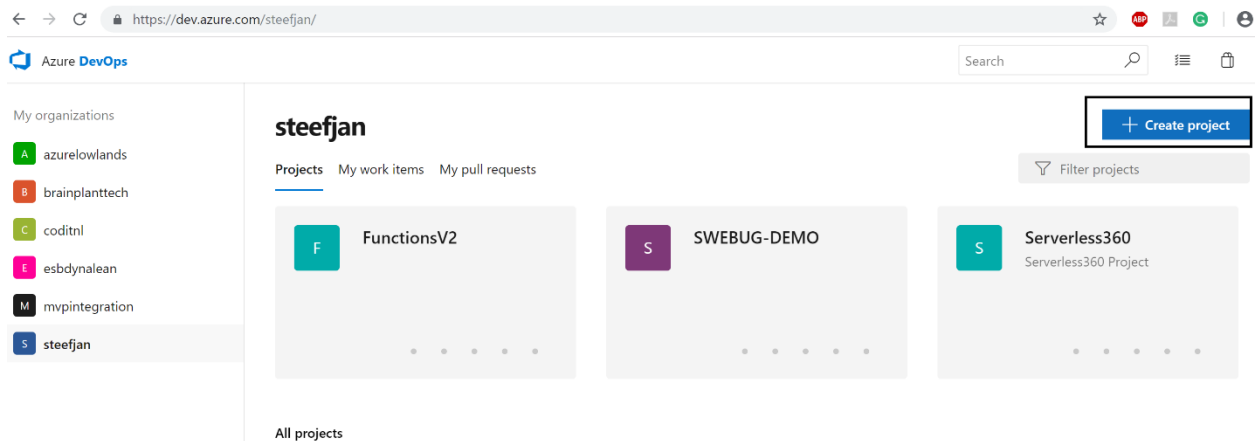 https://dev.azure.com/steefjan/
ABP
G
Azure DevOps
Search
My organizations
A azurelowlands
B brainplanttech
C coditnl
E esbdynalean
M mvpintegration
S steefjan
steefjan
+ Create project
Projects My work items My pull requests
Filter projects
F FunctionsV2
S SWEBUG-DEMO
S Serverless360
Serverless360 Project
All projects